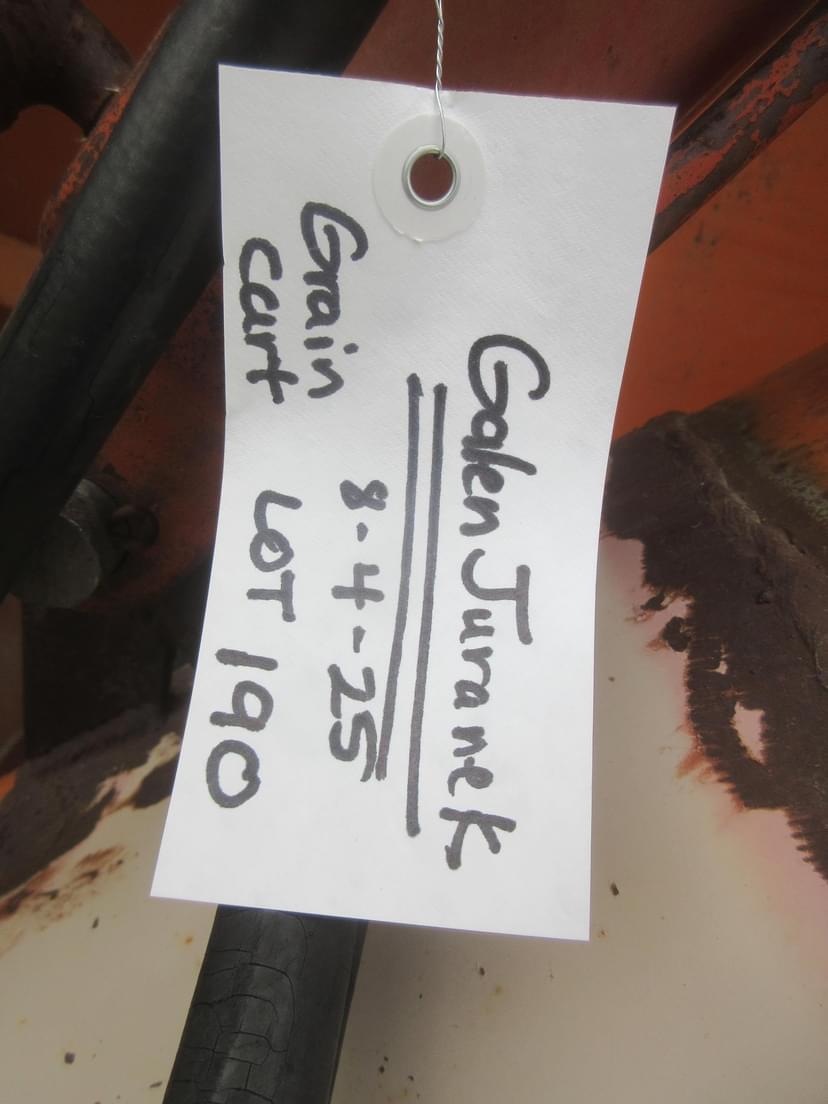 Galen Juranek
8-4-25
Grain
cart
LOT 190